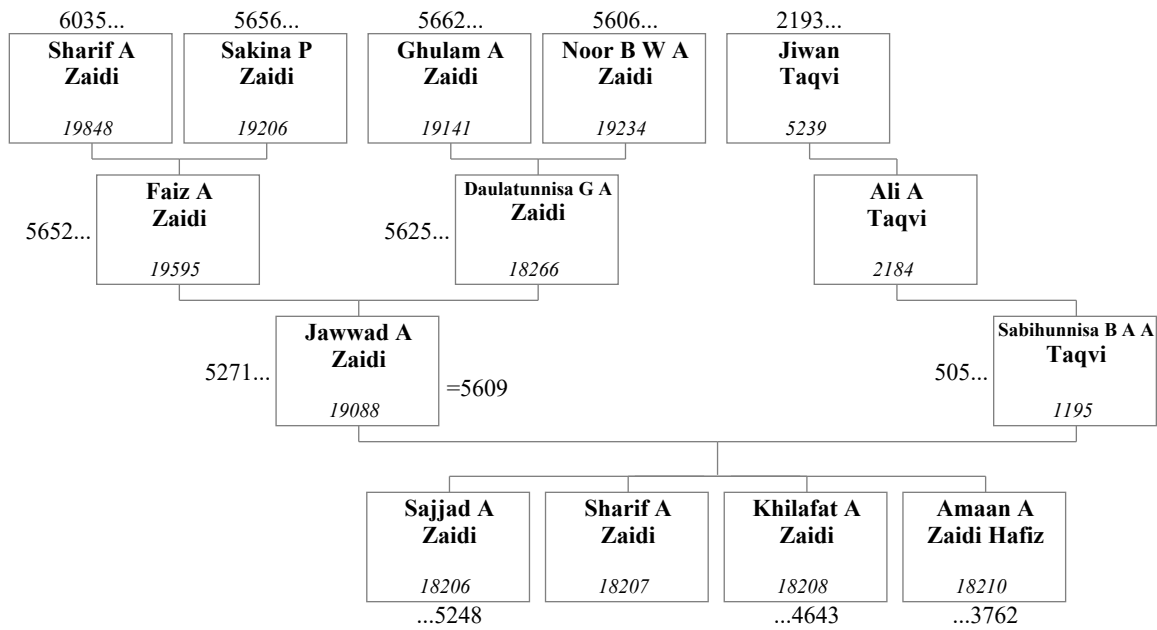 6035...
5656...
5662...
5606...
2193...
Sharif A
Zaidi
19848
Sakina P
Zaidi
19206
Ghulam A
Zaidi
19141
Noor B W A
Zaidi
19234
Jiwan
Taqvi
5239
5652...
Faiz A
Zaidi
19595
5625...
Daulatunnisa G A
Zaidi
18266
Ali A
Taqvi
2184
5271...
Jawwad A
Zaidi
19088
=5609
505...
Sabihunnisa B A A
Taqvi
1195
Sajjad A
Zaidi
18206
Sharif A
Zaidi
18207
Khilafat A
Zaidi
18208
Amaan A
Zaidi Hafiz
18210
...5248
...4643
...3762